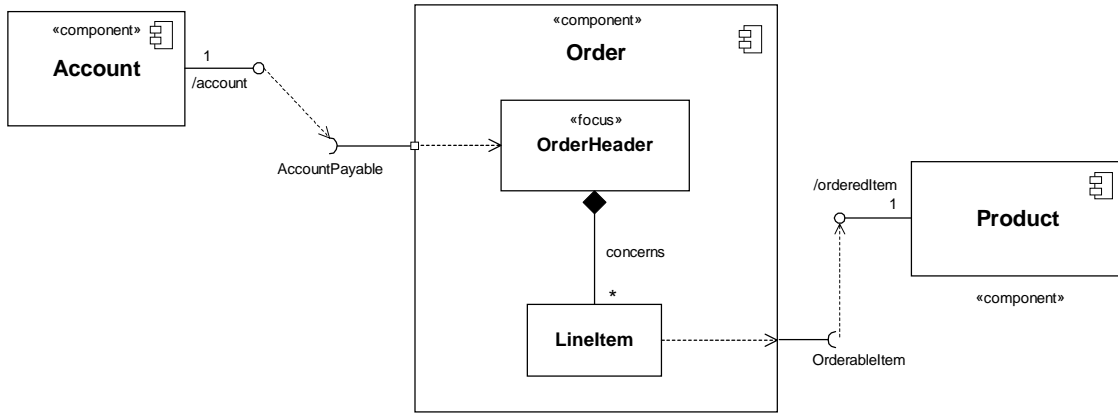 «component»
Account
1
/account
AccountPayable
«component»
Order
«focus»
OrderHeader
concerns
*
LineItem
/orderedItem
1
OrderableItem
Product
«component»